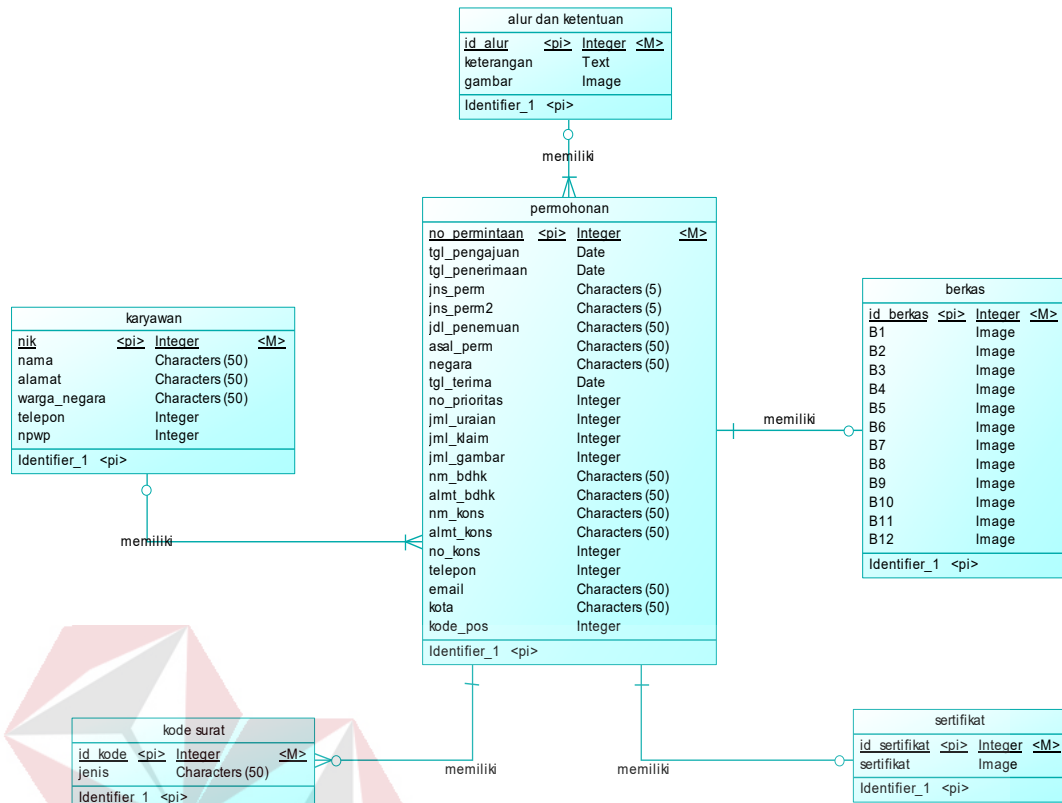 alur dan ketentuan
id_alur <pi> Integer <M>
keterangan Text
gambar Image
Identifier_1 <pi>
memiliki
permohonan
no_permintaan <pi> Integer <M>
tgl_pengajuan Date
tgl_penerimaan Date
jns_perm Characters (5)
jns_perm2 Characters (5)
jdl_penemuan Characters (50)
asal_perm Characters (50)
negara Characters (50)
tgl_terima Date
no_prioritas Integer
jml_uraian Integer
jml_klaim Integer
jml_gambar Integer
nm_bdhk Characters (50)
almt_bdhk Characters (50)
nm_kons Characters (50)
almt_kons Characters (50)
no_kons Integer
telepon Integer
email Characters (50)
kota Characters (50)
kode_pos Integer
Identifier_1 <pi>
karyawan
nik <pi> Integer <M>
nama Characters (50)
alamat Characters (50)
warga_negara Characters (50)
telepon Integer
npwp Integer
Identifier_1 <pi>
memiliki
berkas
id_berkas <pi> Integer <M>
B1 Image
B2 Image
B3 Image
B4 Image
B5 Image
B6 Image
B7 Image
B8 Image
B9 Image
B10 Image
B11 Image
B12 Image
Identifier_1 <pi>
memiliki
kode surat
id_kode <pi> Integer <M>
jenis Characters (50)
Identifier_1 <pi>
memiliki
memiliki
sertifikat
id_sertifikat <pi> Integer <M>
sertifikat Image
Identifier_1 <pi>